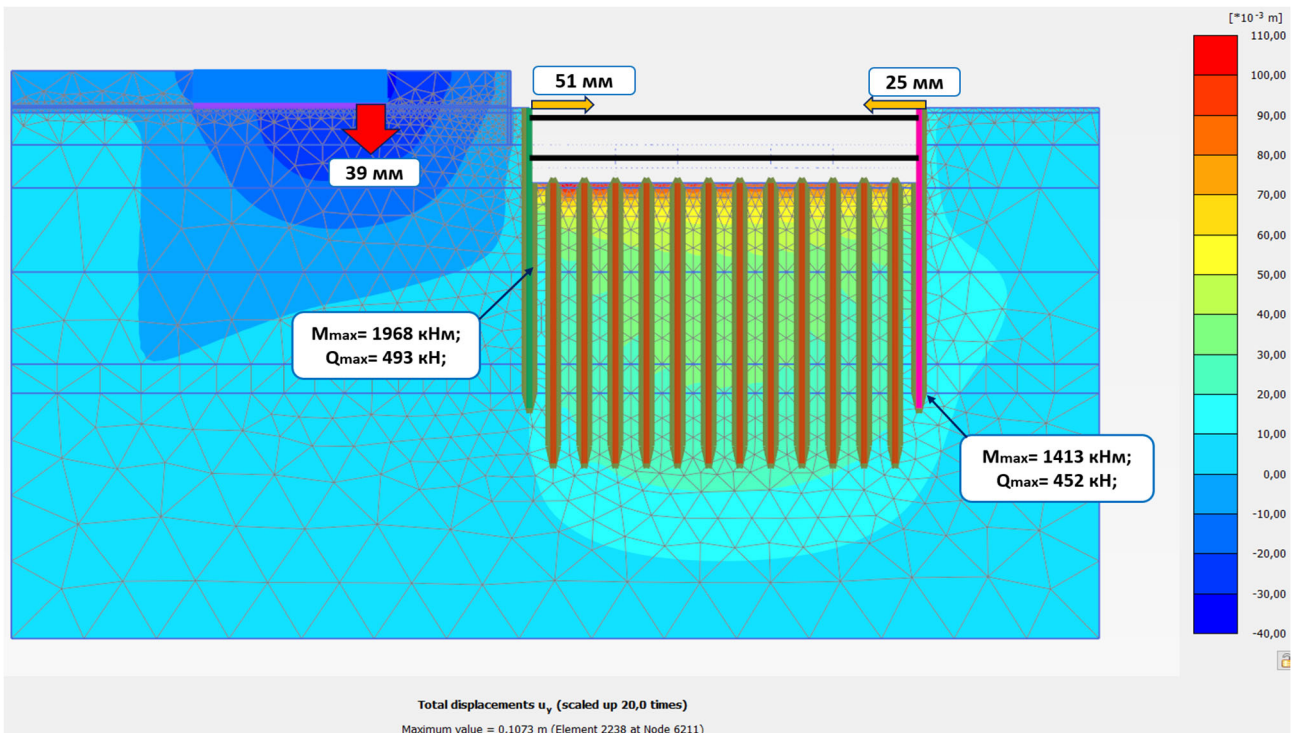 [*10-3 m]
110,00
100,00
90,00
80,00
70,00
60,00
50,00
40,00
30,00
20,00
10,00
0,00
-10,00
-20,00
-30,00
-40,00
51 мм
25 мм
39 мм
Mmax= 1968 кНм;
Qmax= 493 кН;
Mmax= 1413 кНм;
Qmax= 452 кН;
Total displacements uy (scaled up 20,0 times)
Maximum value = 0,1073 m (Element 2238 at Node 6211)